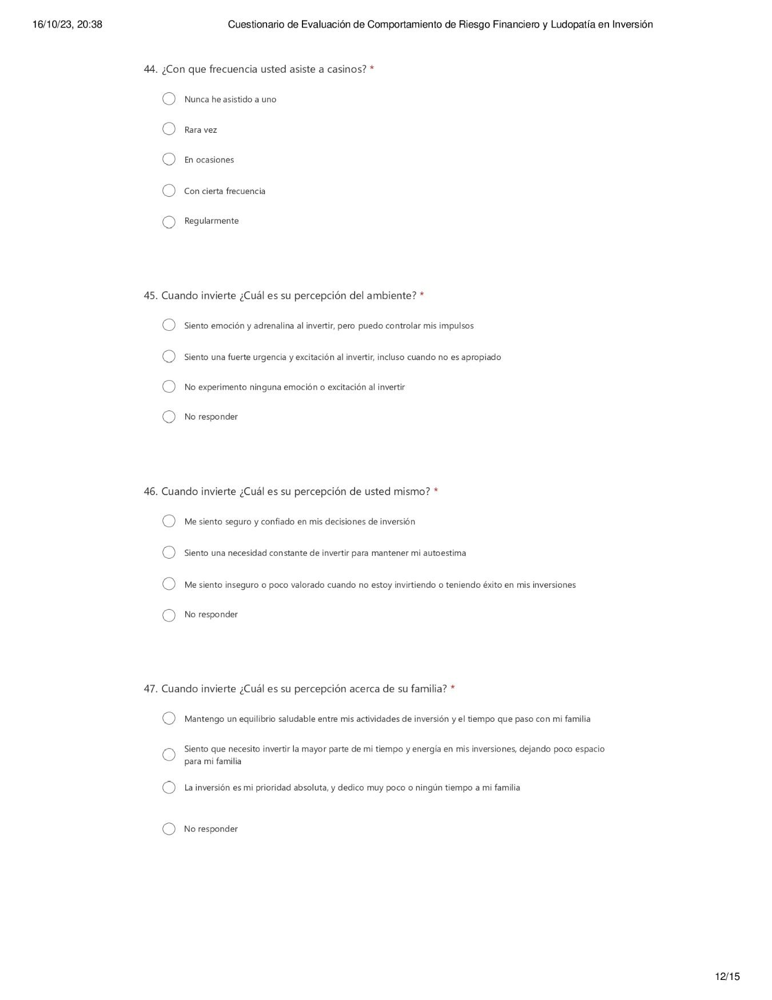 16/10/23, 20:38
Cuestionario de Evaluación de Comportamiento de Riesgo Financiero y Ludopatía en Inversión
44. ¿Con que frecuencia usted asiste a casinos? *
Nunca he asistido a uno
Rara vez
En ocasiones
Con cierta frecuencia
Regularmente
45. Cuando invierte ¿Cuál es su percepción del ambiente? *
Siento emoción y adrenalina al invertir, pero puedo controlar mis impulsos
Siento una fuerte urgencia y excitación al invertir, incluso cuando no es apropiado
No experimento ninguna emoción o excitación al invertir
No responder
46. Cuando invierte ¿Cuál es su percepción de usted mismo? *
Me siento seguro y confiado en mis decisiones de inversión
Siento una necesidad constante de invertir para mantener mi autoestima
Me siento inseguro o poco valorado cuando no estoy invirtiendo o teniendo éxito en mis inversiones
No responder
47. Cuando invierte ¿Cuál es su percepción acerca de su familia? *
Mantengo un equilibrio saludable entre mis actividades de inversión y el tiempo que paso con mi familia
Siento que necesito invertir la mayor parte de mi tiempo y energía en mis inversiones, dejando poco espacio
para mi familia
La inversión es mi prioridad absoluta, y dedico muy poco o ningún tiempo a mi familia
No responder
12/15